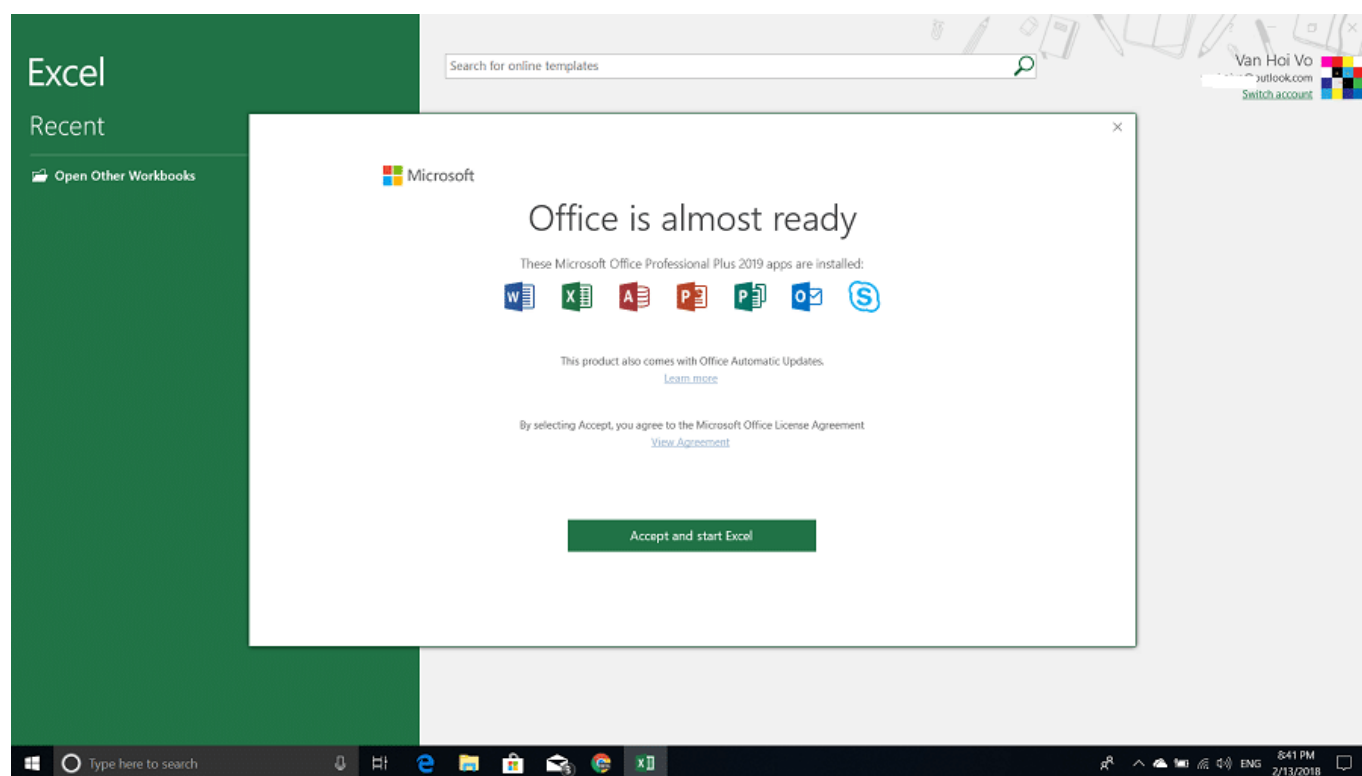 Excel
Recent
Open Other Workbooks
Search for online templates
Van Hoi Vo
outlook.com
Switch account
Microsoft
Office is almost ready
These Microsoft Office Professional Plus 2019 apps are installed:
This product also comes with Office Automatic Updates.
Learn more
By selecting Accept, you agree to the Microsoft Office License Agreement
View Agreement
Accept and start Excel
Type here to search
ENG
8:41 PM
2/13/2018